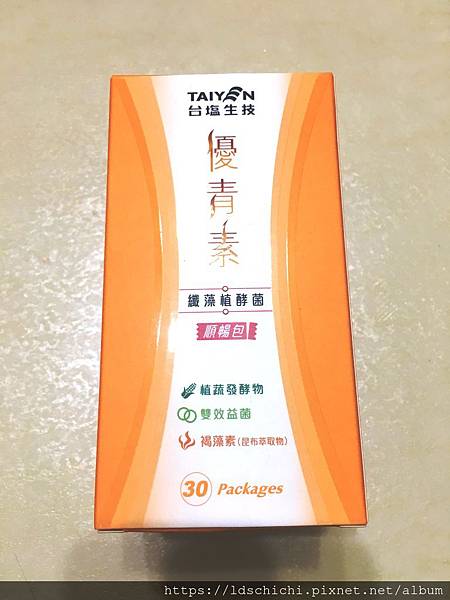 TAIYEN
台塩生技
優青素
纖藻植酵菌
順暢包
植蔬發酵物
雙效益菌
褐藻素(昆布萃取物)
30 Packages
https://ldschichi.pixnet.net/album